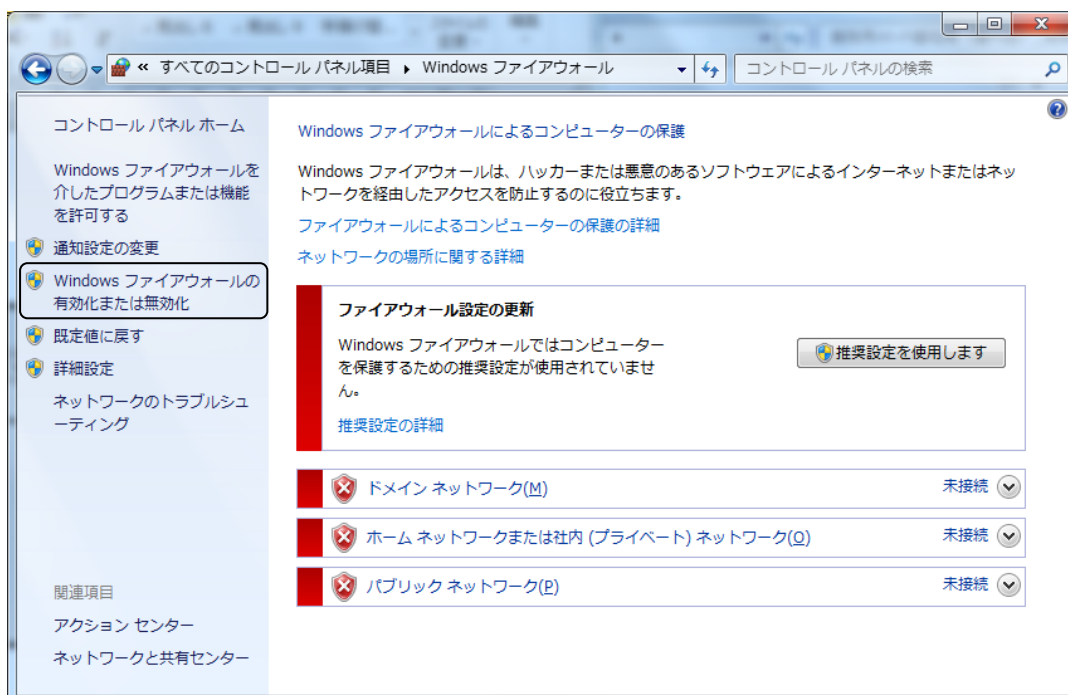 « すべてのコントロール パネル項目 ▸ Windows ファイアウォール
コントロール パネルの検索
コントロール パネル ホーム
Windows ファイアウォールを
介したプログラムまたは機能
を許可する
通知設定の変更
Windows ファイアウォールの
有効化または無効化
既定値に戻す
詳細設定
ネットワークのトラブルシュ
ーティング
関連項目
アクション センター
ネットワークと共有センター
Windows ファイアウォールによるコンピューターの保護
Windows ファイアウォールは、ハッカーまたは悪意のあるソフトウェアによるインターネットまたはネッ
トワークを経由したアクセスを防止するのに役立ちます。
ファイアウォールによるコンピューターの保護の詳細
ネットワークの場所に関する詳細
ファイアウォール設定の更新
Windows ファイアウォールではコンピューター
を保護するための推奨設定が使用されていませ
ん。
推奨設定を使用します
推奨設定の詳細
ドメイン ネットワーク(M) 未接続
ホーム ネットワークまたは社内 (プライベート) ネットワーク(O) 未接続
パブリック ネットワーク(P) 未接続